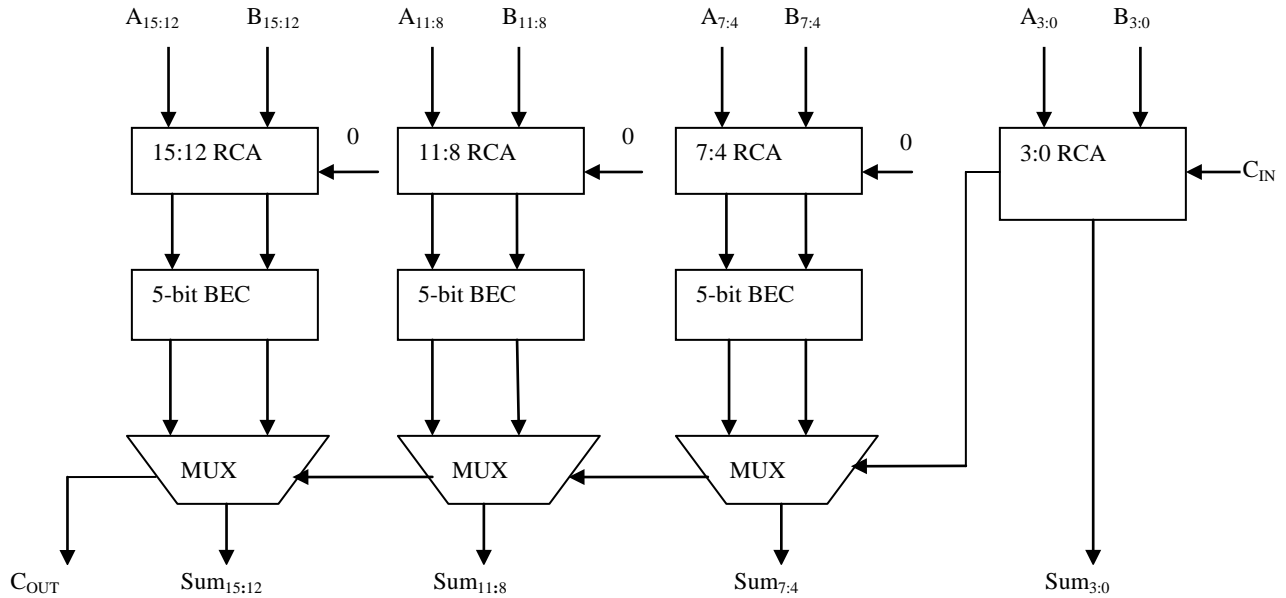 A15:12 B15:12 A11:8 B11:8 A7:4 B7:4 A3:0 B3:0
0 0 0
15:12 RCA 11:8 RCA 7:4 RCA 3:0 RCA
CIN
5-bit BEC 5-bit BEC 5-bit BEC
MUX MUX MUX
COUT Sum15:12 Sum11:8 Sum7:4 Sum3:0